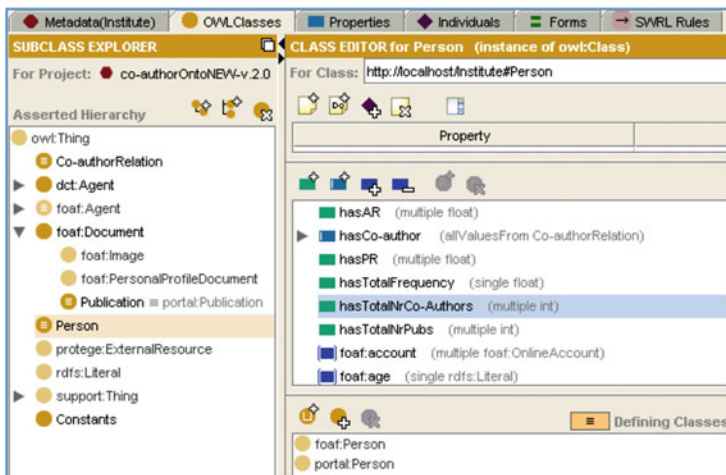 Metadata(Institute) OWLClasses Properties Individuals Forms SWRL Rules
SUBCLASS EXPLORER
For Project: co-authorOntoNEW-v.2.0
Asserted Hierarchy
owl:Thing
Co-authorRelation
dct:Agent
foaf:Agent
foaf:Document
foaf:Image
foaf:PersonalProfileDocument
Publication ≡ portal:Publication
Person
protege:ExternalResource
rdfs:Literal
support:Thing
Constants
CLASS EDITOR for Person (instance of owl:Class)
For Class: http://localhost/Institute#Person
Property
hasAR (multiple float)
hasCo-author (allValuesFrom Co-authorRelation)
hasPR (multiple float)
hasTotalFrequency (single float)
hasTotalNrCo-Authors (multiple int)
hasTotalNrPubs (multiple int)
foaf:account (multiple foaf:OnlineAccount)
foaf:age (single rdfs:Literal)
≡ Defining Classes
foaf:Person
portal:Person